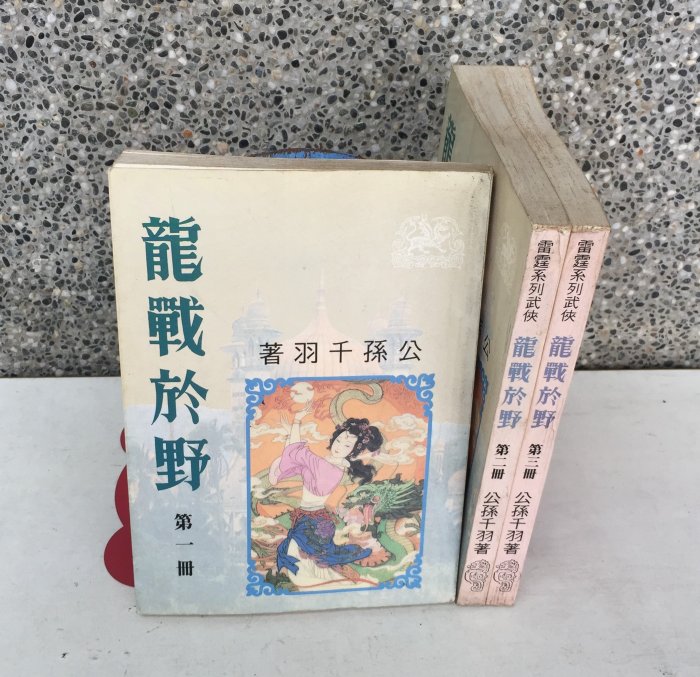 龍戰於野
第一冊
公孫千羽著
雷霆系列武俠
龍戰於野
第二冊
公孫千羽著
雷霆系列武俠
龍戰於野
第三冊
公孫千羽著
龍
公